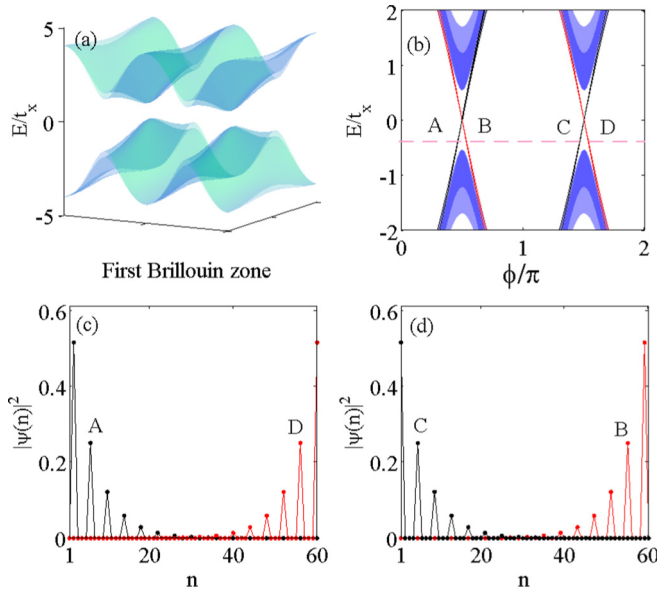 (a)
E/t_x
5
0
-5
First Brillouin zone
(b)
E/t_x
2
1
0
-1
-2
A B C D
0 1 2
ϕ/π
(c)
|ψ(n)|²
0.6
0.4
0.2
0
A D
1 20 40 60
n
(d)
|ψ(n)|²
0.6
0.4
0.2
0
C B
1 20 40 60
n